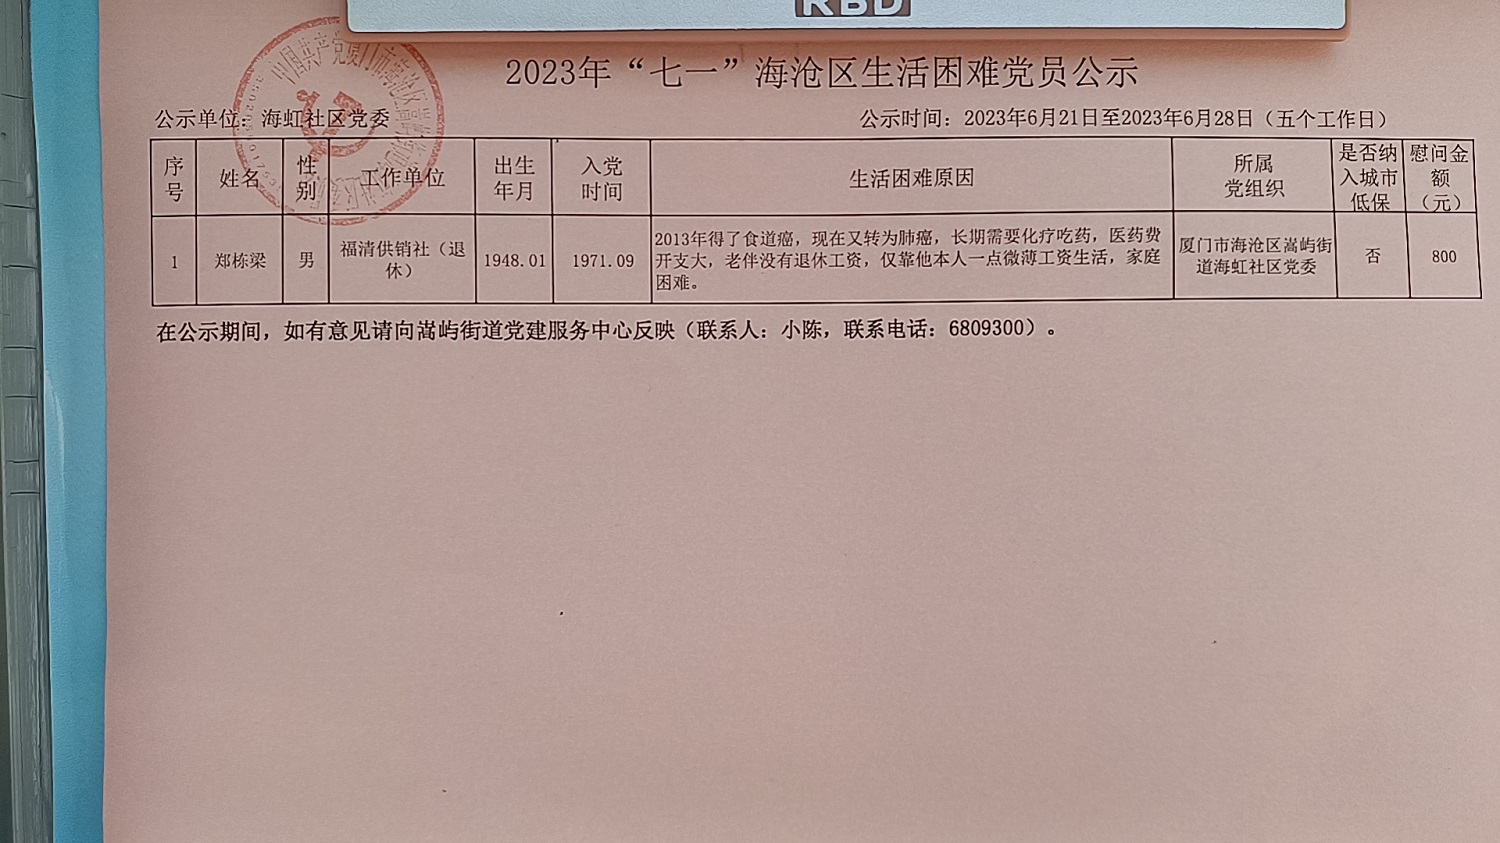 RBD
2023年“七一”海沧区生活困难党员公示
公示单位：海虹社区党委
公示时间：2023年6月21日至2023年6月28日（五个工作日）
序号 姓名 性别 工作单位 出生年月 入党时间 生活困难原因 所属党组织 是否纳入城市低保 慰问金额（元）
1 郑栋梁 男 福清供销社（退休） 1948.01 1971.09 2013年得了食道癌，现在又转为肺癌，长期需要化疗吃药，医药费开支大，老伴没有退休工资，仅靠他本人一点微薄工资生活，家庭困难。 厦门市海沧区嵩屿街道海虹社区党委 否 800
在公示期间，如有意见请向嵩屿街道党建服务中心反映（联系人：小陈，联系电话：6809300）。